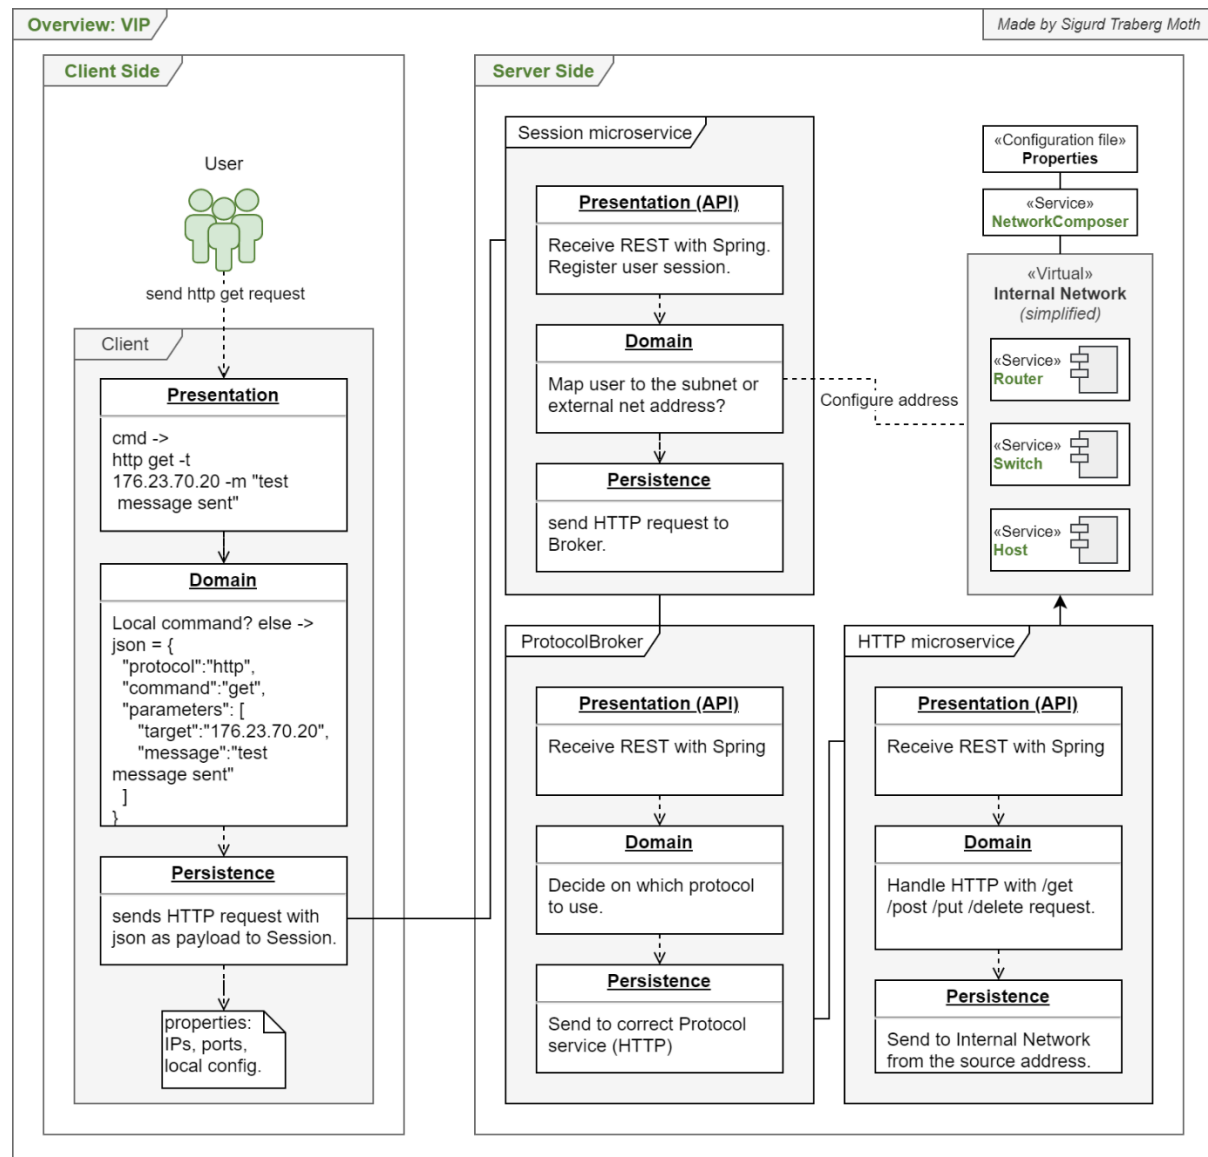 Overview: VIP
Made by Sigurd Traberg Moth
Client Side
User
send http get request
Client
Presentation
cmd ->
http get -t
176.23.70.20 -m "test
message sent"
Domain
Local command? else ->
json = {
"protocol":"http",
"command":"get",
"parameters": [
"target":"176.23.70.20",
"message":"test
message sent"
]
}
Persistence
sends HTTP request with
json as payload to Session.
properties:
IPs, ports,
local config.
Server Side
Session microservice
Presentation (API)
Receive REST with Spring.
Register user session.
Domain
Map user to the subnet or
external net address?
Persistence
send HTTP request to
Broker.
Configure address
«Configuration file»
Properties
«Service»
NetworkComposer
«Virtual»
Internal Network
(simplified)
«Service»
Router
«Service»
Switch
«Service»
Host
ProtocolBroker
Presentation (API)
Receive REST with Spring
Domain
Decide on which protocol
to use.
Persistence
Send to correct Protocol
service (HTTP)
HTTP microservice
Presentation (API)
Receive REST with Spring
Domain
Handle HTTP with /get
/post /put /delete request.
Persistence
Send to Internal Network
from the source address.